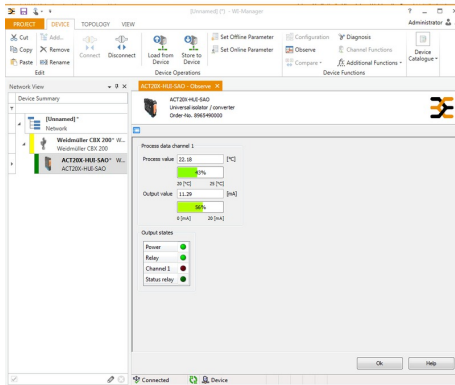 [Unnamed] (*) - WI-Manager
PROJECT DEVICE TOPOLOGY VIEW Administrator
Cut Add... Set Offline Parameter Configuration Diagnosis
Copy Remove Connect Disconnect Load from Device Store to Device Set Online Parameter Observe Channel Functions Device Catalogue
Paste Rename Compare Additional Functions
Edit Device Operations Device Functions
Network View
ACT20X-HUI-SAO - Observe
Device Summary
ACT20X-HUI-SAO
Universal isolator / converter
Order-No. 8965490000
[Unnamed] *
Network
Weidmüller CBX 200* W...
Weidmüller CBX 200
ACT20X-HUI-SAO* W...
ACT20X-HUI-SAO
Process data channel 1
Process value 22.18 [°C]
43%
20 [°C] 25 [°C]
Output value 11.29 [mA]
56%
0 [mA] 20 [mA]
Output states
Power
Relay
Channel 1
Status relay
Ok Help
Connected Device